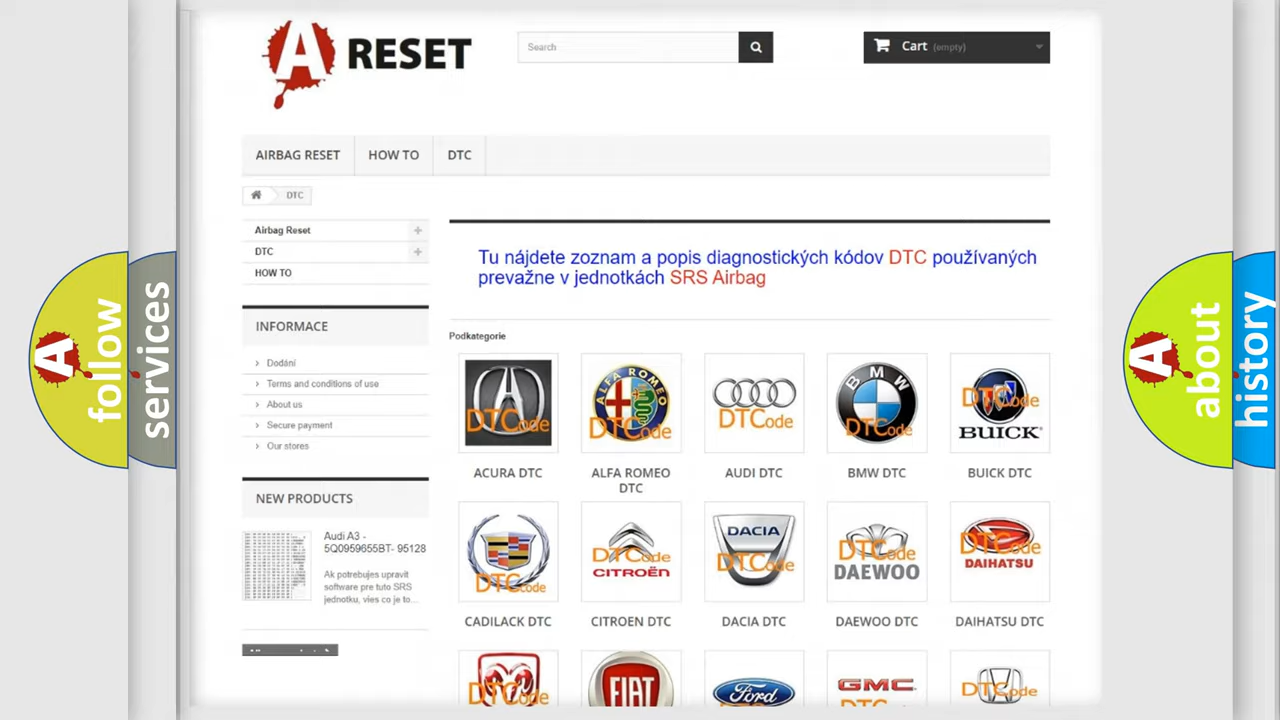 A RESET
Search
Cart (empty)
AIRBAG RESET
HOW TO
DTC
DTC
Airbag Reset
DTC
HOW TO
INFORMACE
Dodání
Terms and conditions of use
About us
Secure payment
Our stores
NEW PRODUCTS
Audi A3 -
5Q0959655BT- 95128
Ak potrebujes upravit
software pre tuto SRS
jednotku, vies co je to...
Tu nájdete zoznam a popis diagnostických kódov DTC používaných
prevažne v jednotkách SRS Airbag
Podkategorie
DTCode
ALFA ROMEO
DTCode
DTCode
BMW
DTCode
DTCode
BUICK
ACURA DTC
ALFA ROMEO
DTC
AUDI DTC
BMW DTC
BUICK DTC
DTCode
DTCode
CITROËN
DACIA
DTCode
DTCode
DAEWOO
DTCode
DAIHATSU
CADILACK DTC
CITROEN DTC
DACIA DTC
DAEWOO DTC
DAIHATSU DTC
DTCode
FIAT
Ford
GMC
DTCode
A follow
services
A about
history